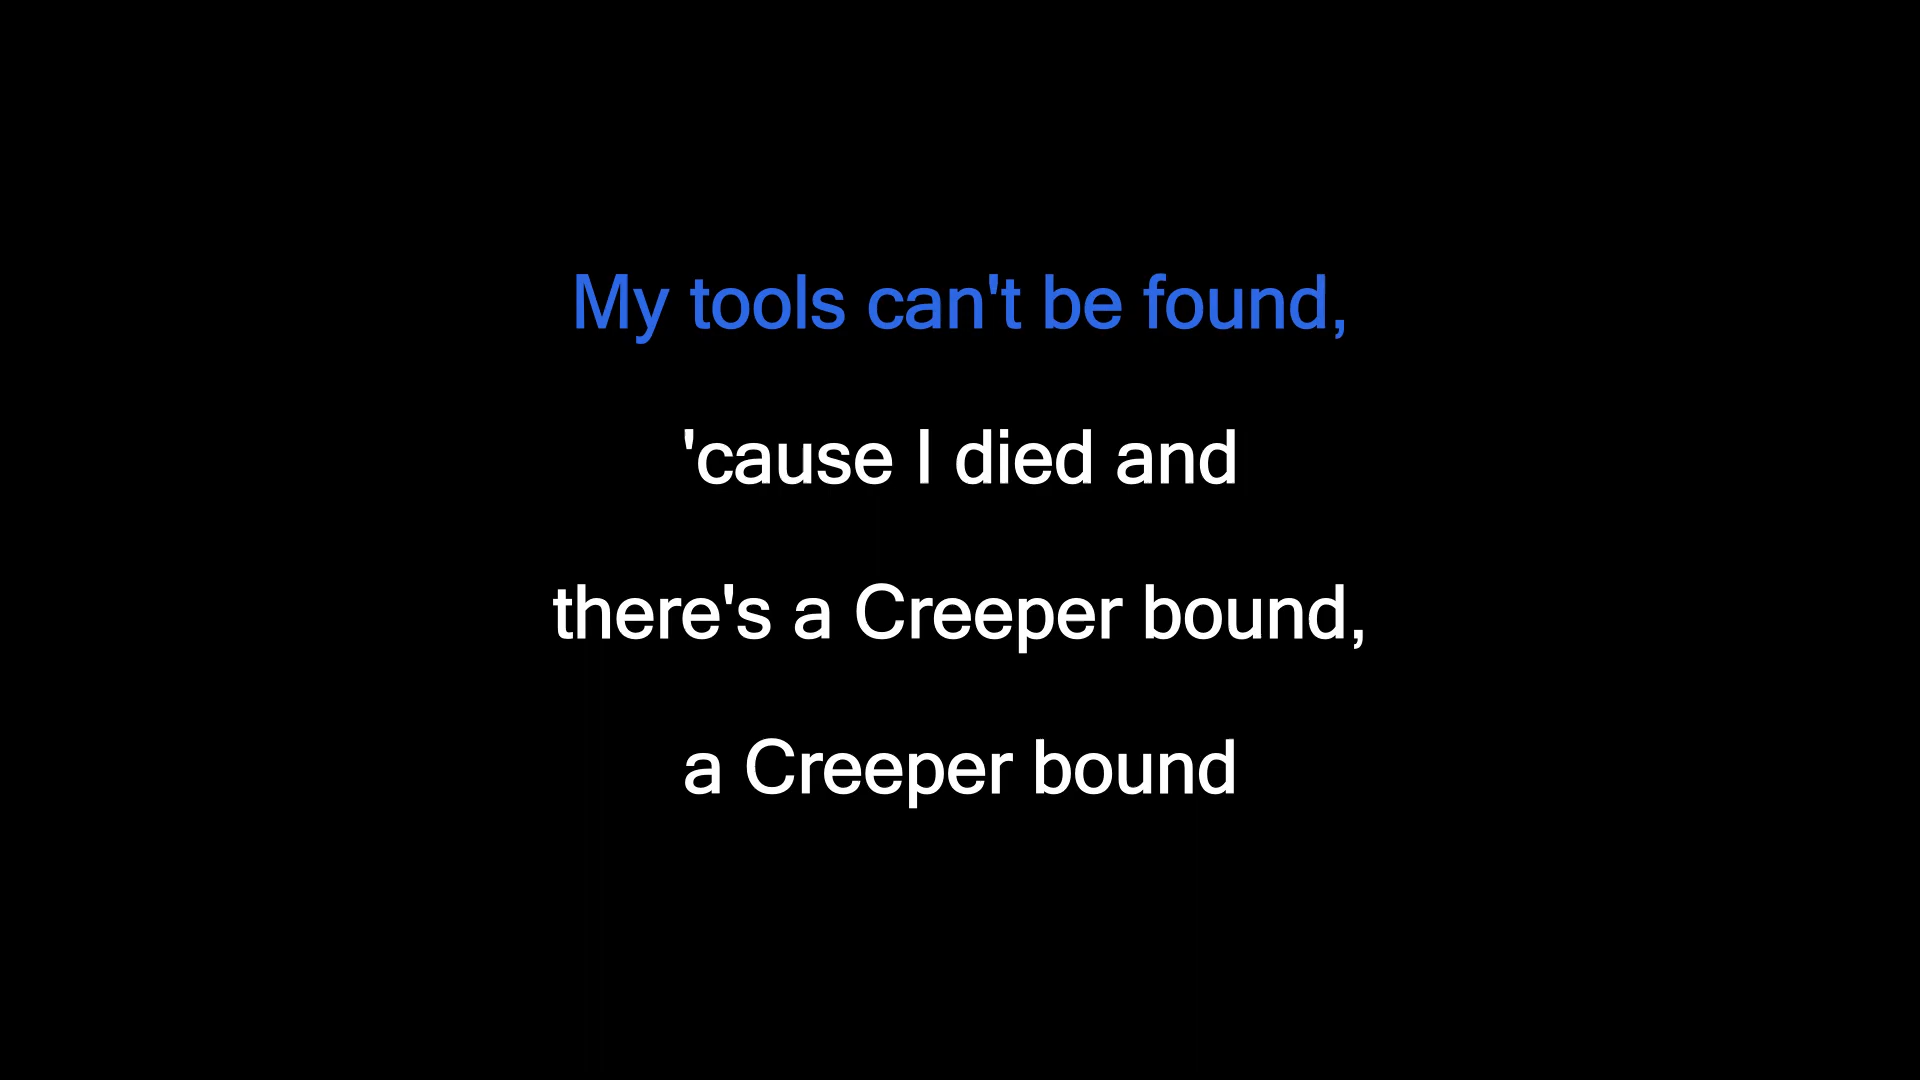 My tools can't be found,
'cause I died and
there's a Creeper bound,
a Creeper bound